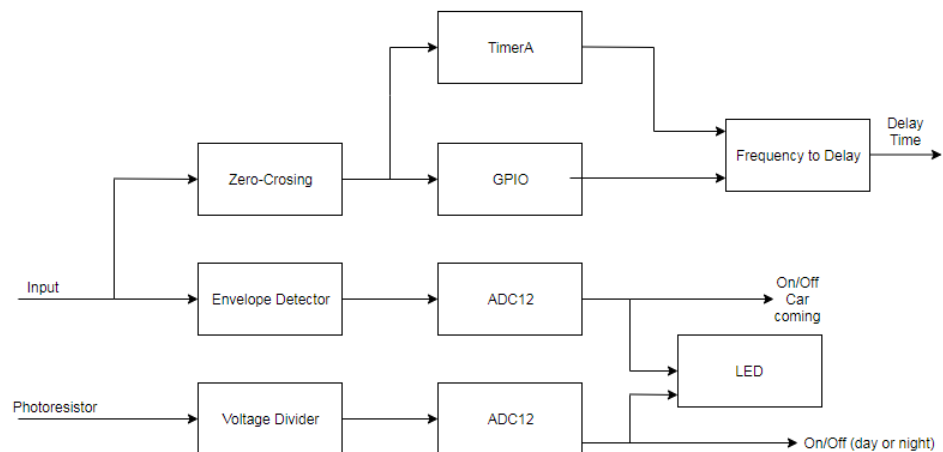 TimerA
Delay
Time
Frequency to Delay
Zero-Crosing
GPIO
Input
Envelope Detector
ADC12
On/Off
Car
coming
LED
Photoresistor
Voltage Divider
ADC12
On/Off (day or night)